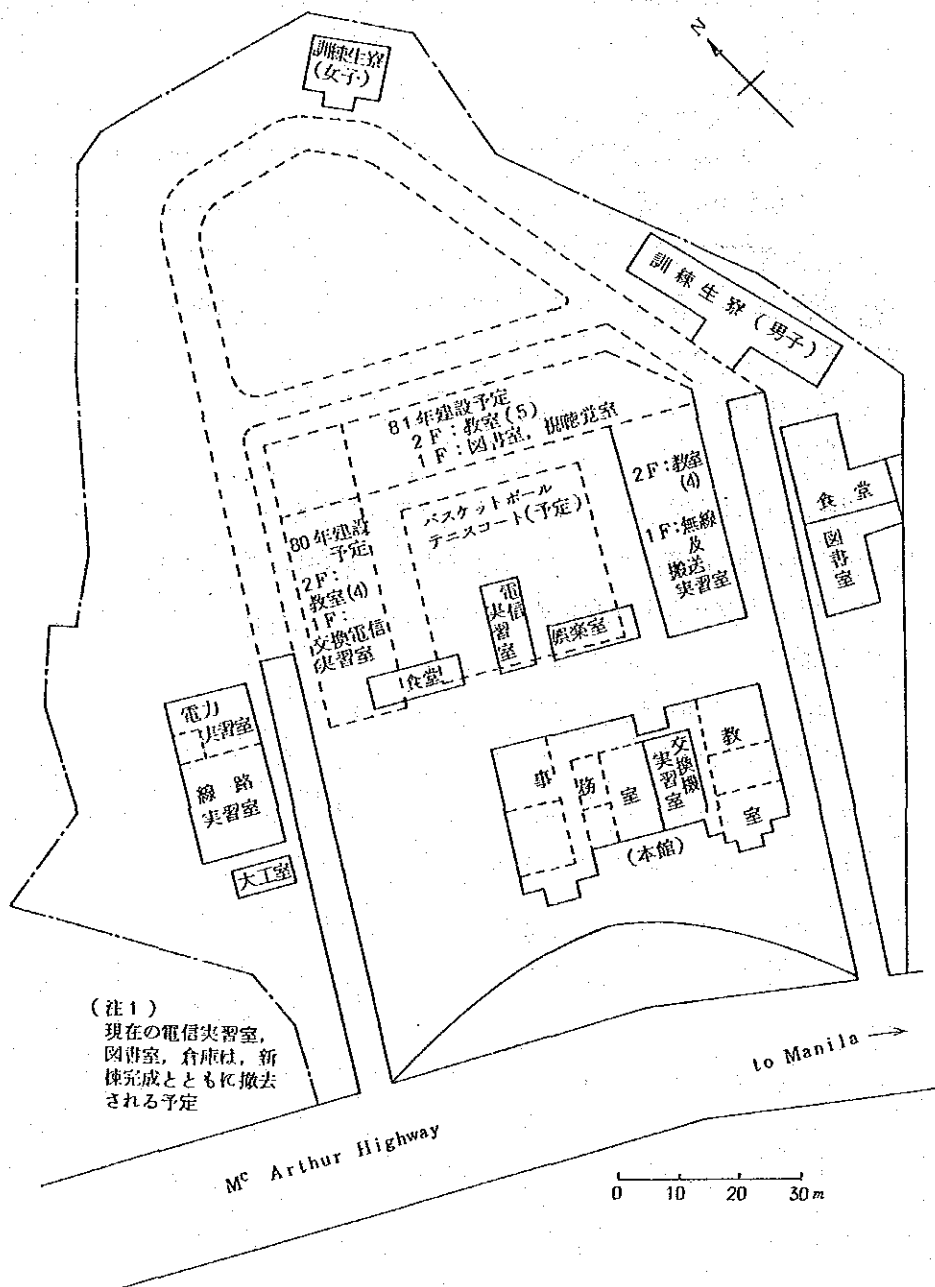 訓練生寮
(女子)
N
訓練生寮(男子)
81年建設予定
2F:教室(5)
1F:図書室,視聴覚室
バスケットボール
テニスコート(予定)
80年建設
予定
2F:
教室(4)
1F:
交換電信
実習室
2F:教室
(4)
1F:無線
及
搬送
実習室
食堂
図書室
電信実習室
娯楽室
食堂
電力
実習室
線路
実習室
大工室
事務室
交換機
実習室
教室
(本館)
(注1)
現在の電信実習室,
図書室,倉庫は,新
棟完成とともに撤去
される予定
to Manila →
Mc Arthur Highway
0 10 20 30m